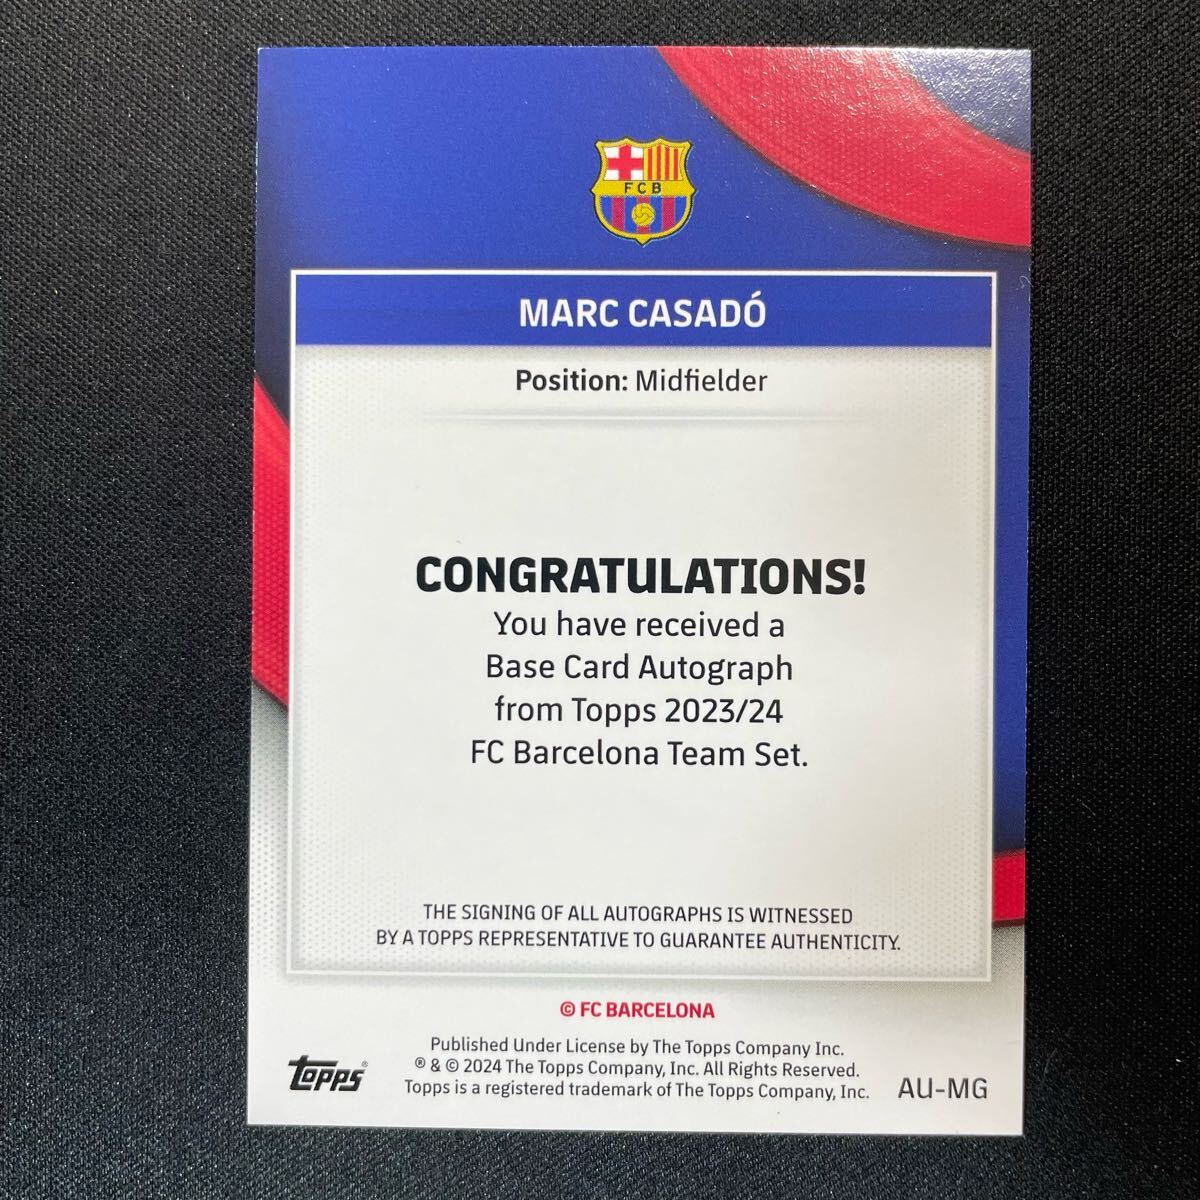 FCB
MARC CASADÓ
Position: Midfielder
CONGRATULATIONS!
You have received a
Base Card Autograph
from Topps 2023/24
FC Barcelona Team Set.
THE SIGNING OF ALL AUTOGRAPHS IS WITNESSED
BY A TOPPS REPRESENTATIVE TO GUARANTEE AUTHENTICITY.
© FC BARCELONA
Published Under License by The Topps Company Inc.
® & © 2024 The Topps Company, Inc. All Rights Reserved.
Topps is a registered trademark of The Topps Company, Inc.
Topps®
AU-MG